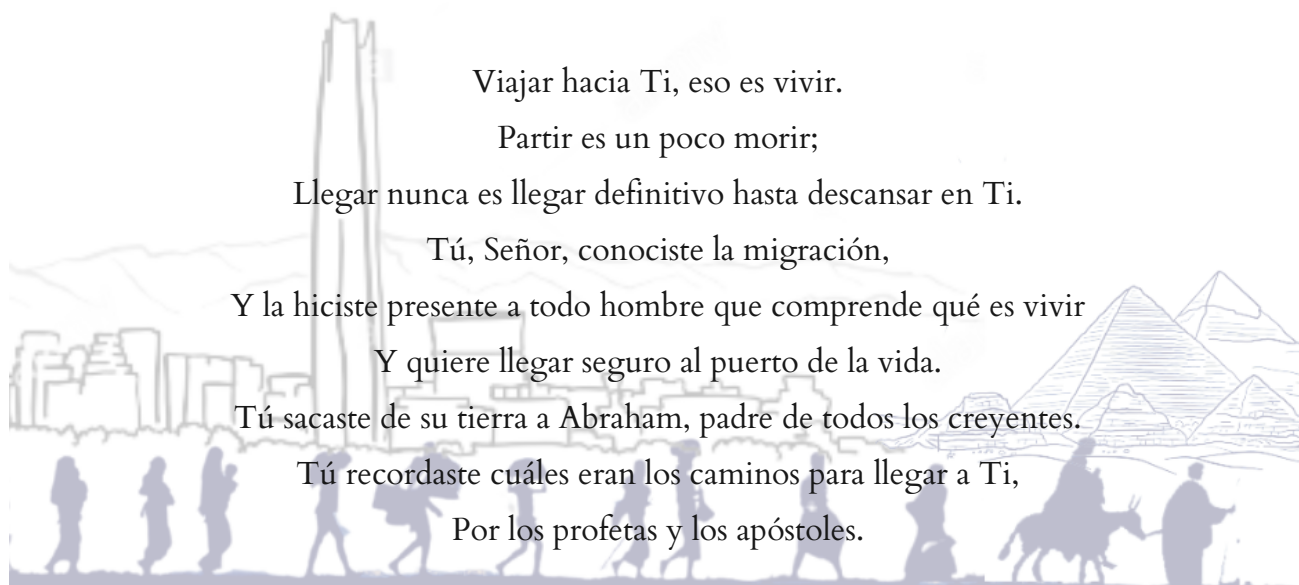 Viajar hacia Ti, eso es vivir.
Partir es un poco morir;
Llegar nunca es llegar definitivo hasta descansar en Ti.
Tú, Señor, conociste la migración,
Y la hiciste presente a todo hombre que comprende qué es vivir
Y quiere llegar seguro al puerto de la vida.
Tú sacaste de su tierra a Abraham, padre de todos los creyentes.
Tú recordaste cuáles eran los caminos para llegar a Ti,
Por los profetas y los apóstoles.